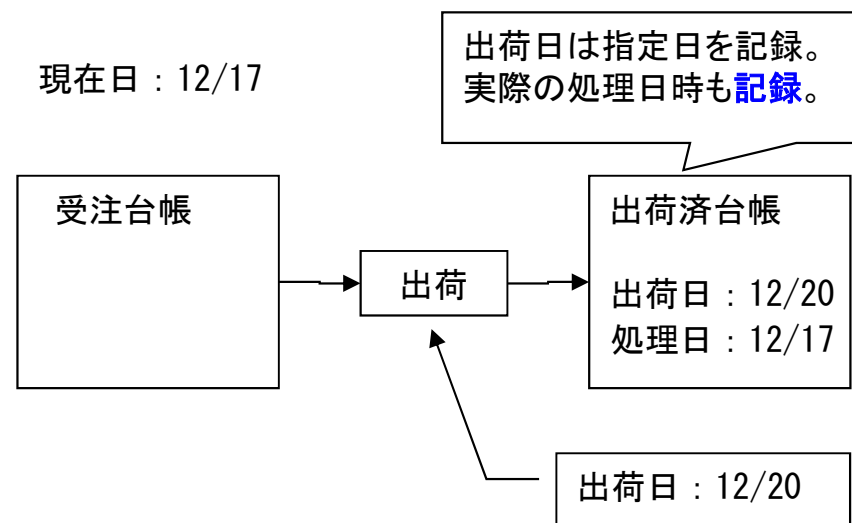 現在日：12/17
出荷日は指定日を記録。
実際の処理日時も記録。
受注台帳
出荷
出荷済台帳
出荷日：12/20
処理日：12/17
出荷日：12/20